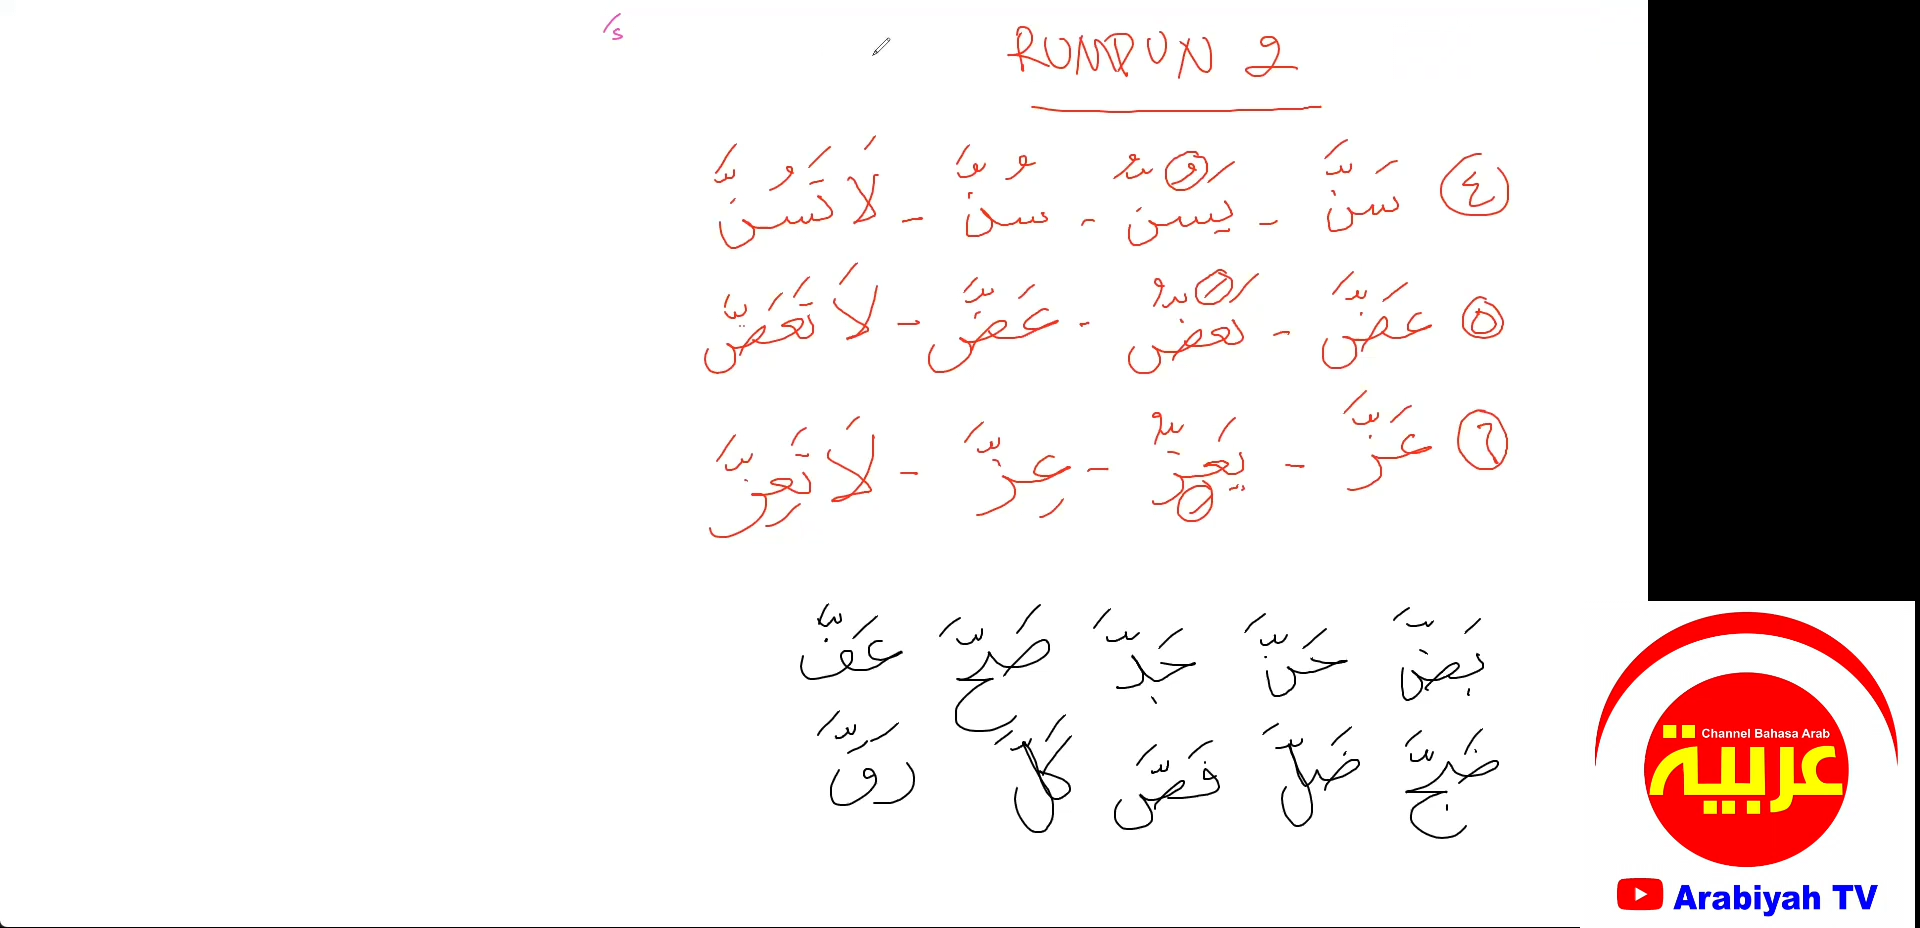 RUMPUN 2
٤ سَنَّ - يَسُنُّ - سُنَّ - لَا تَسُنَّ
٥ عَضَّ - يَعَضُّ - عَضَّ - لَا تَعَضَّ
٦ عَزَّ - يَعِزُّ - عِزَّ - لَا تَعِزَّ
بَضَّ حَنَّ جَدَّ صَحَّ عَفَّ
ضَجَّ ضَلَّ فَصَّ كَلَّ رَقَّ
Channel Bahasa Arab
عربية
Arabiyah TV